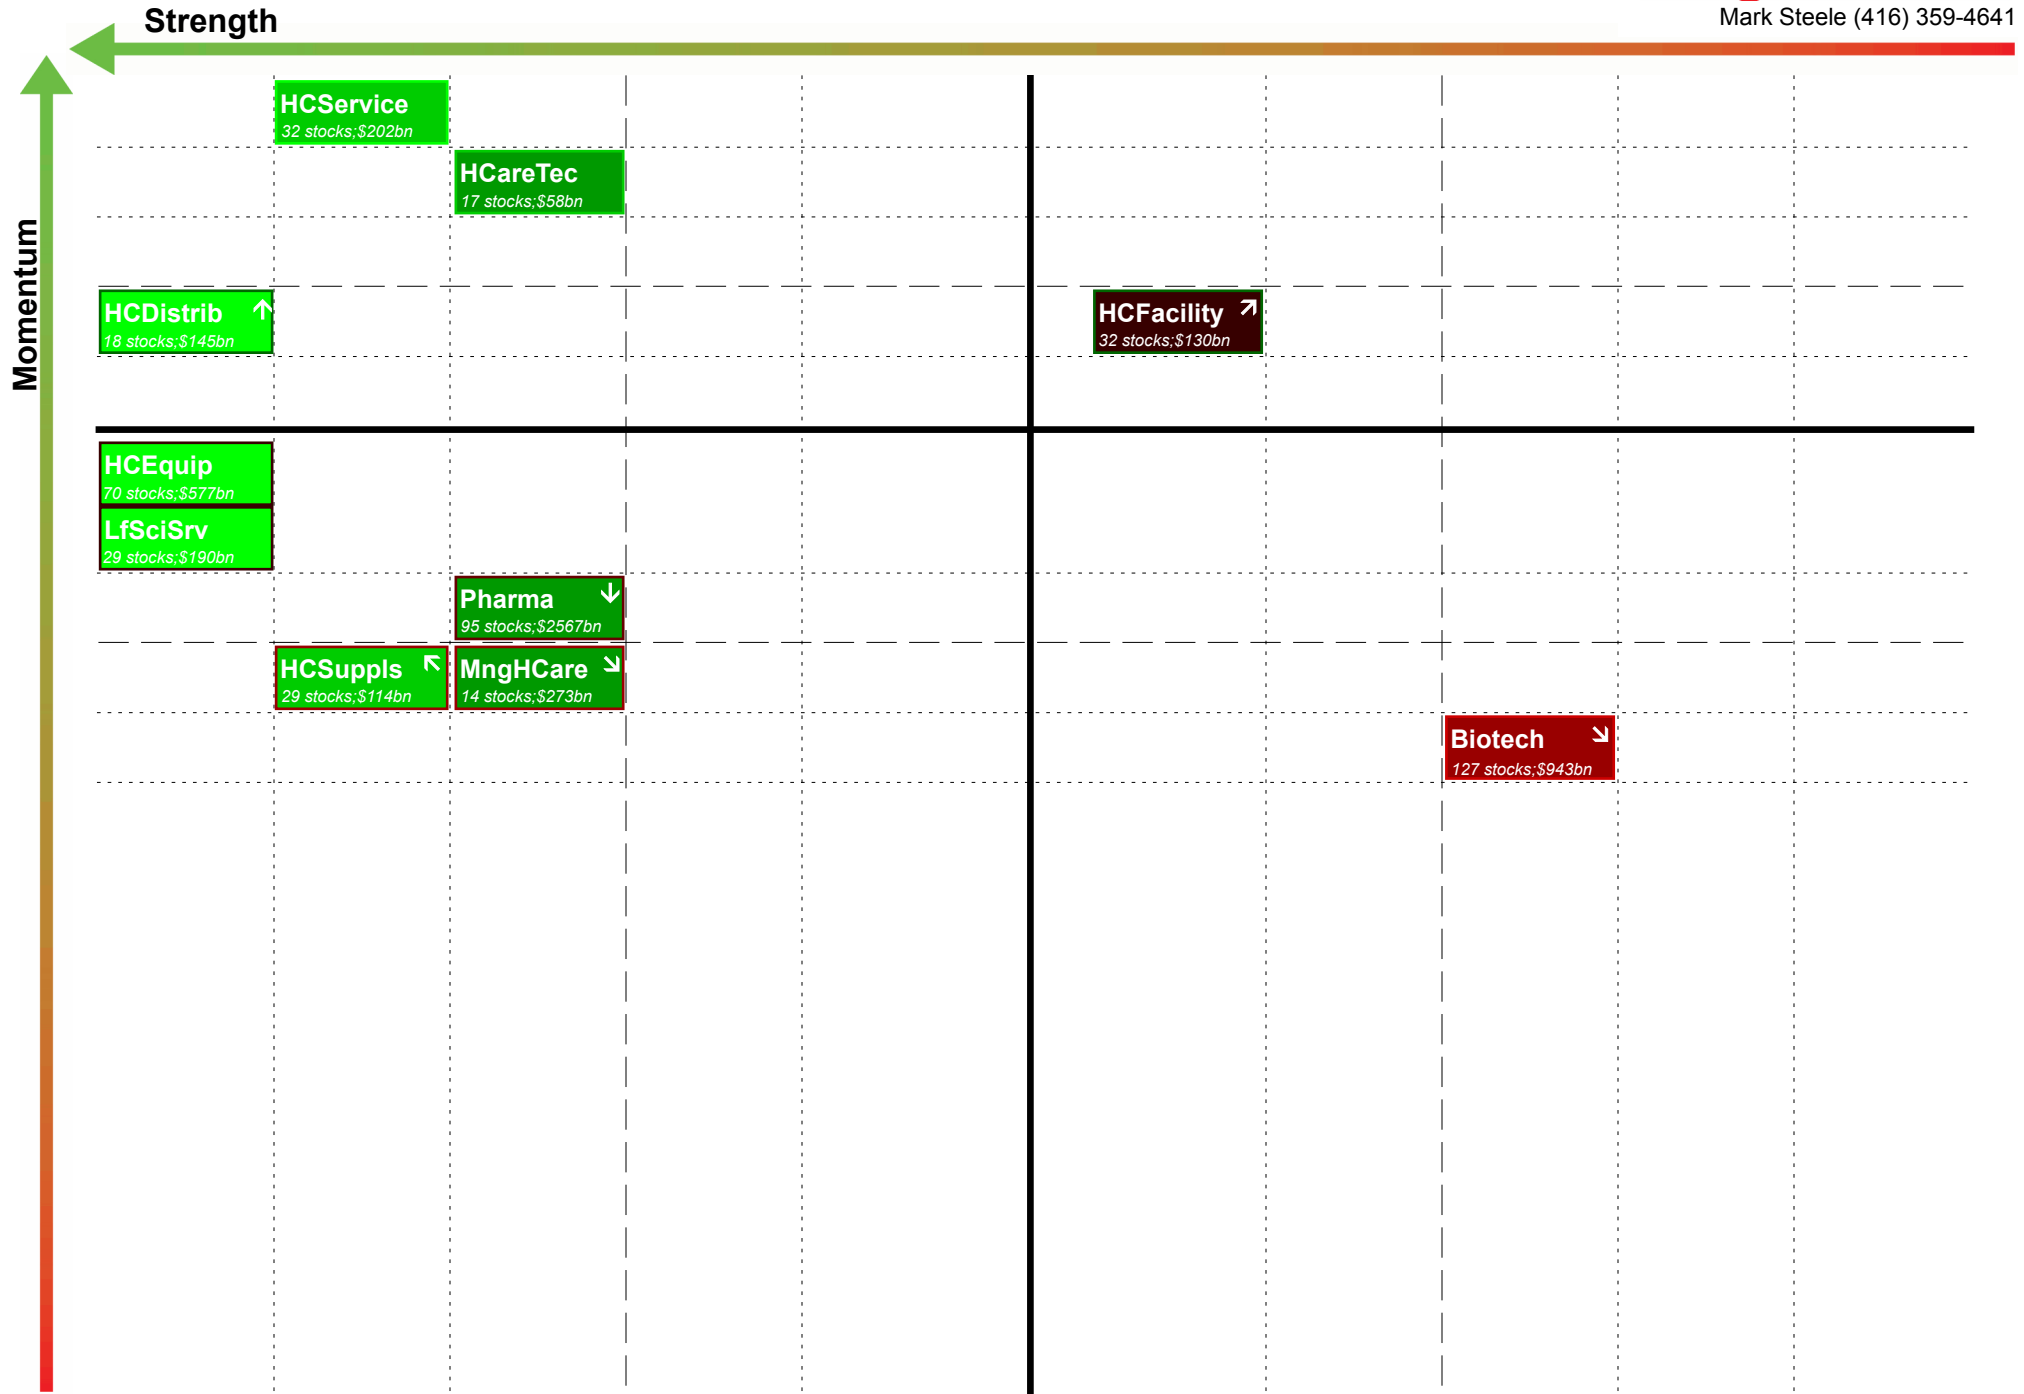 Strength
Mark Steele (416) 359-4641
Momentum
HCService
32 stocks;$202bn
HCareTec
17 stocks;$58bn
HCDistrib
18 stocks;$145bn
HCFacility
32 stocks;$130bn
HCEquip
70 stocks;$577bn
LfSciSrv
29 stocks;$190bn
Pharma
95 stocks;$2567bn
HCSuppls
29 stocks;$114bn
MngHCare
14 stocks;$273bn
Biotech
127 stocks;$943bn